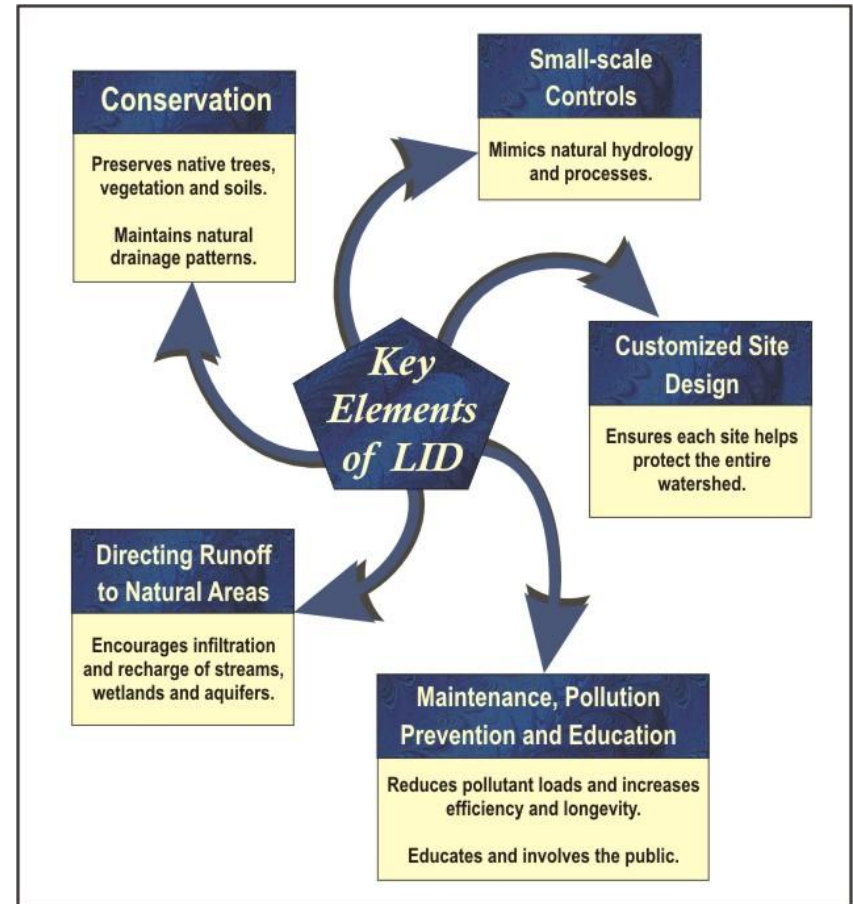 Conservation
Preserves native trees,
vegetation and soils.
Maintains natural
drainage patterns.
Small-scale
Controls
Mimics natural hydrology
and processes.
Key
Elements
of LID
Customized Site
Design
Ensures each site helps
protect the entire
watershed.
Directing Runoff
to Natural Areas
Encourages infiltration
and recharge of streams,
wetlands and aquifers.
Maintenance, Pollution
Prevention and Education
Reduces pollutant loads and increases
efficiency and longevity.
Educates and involves the public.